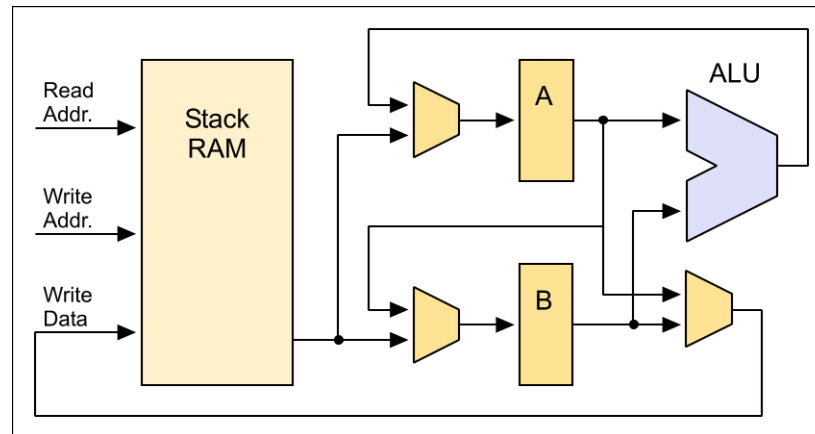 Read
Addr.
Write
Addr.
Write
Data
Stack
RAM
A
B
ALU